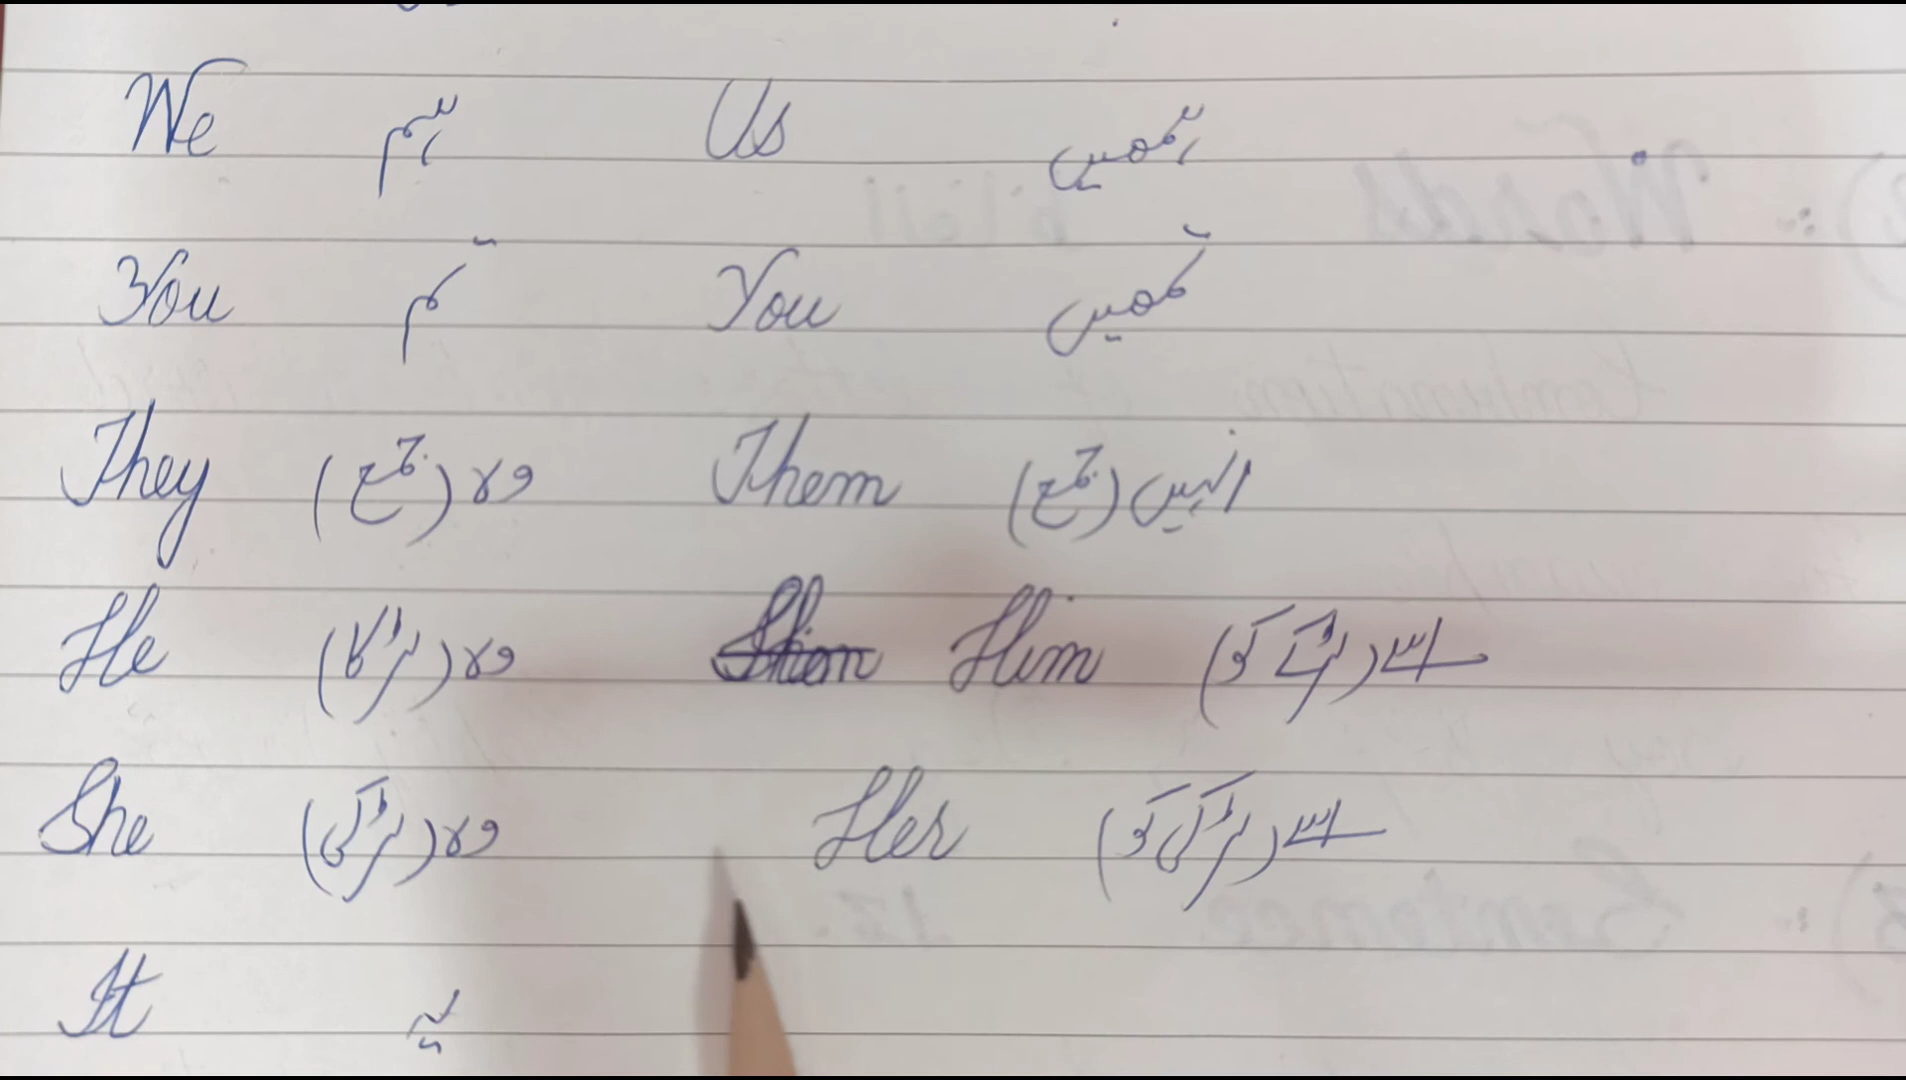 We ہم Us ہمیں
You تم You تمھیں
They وہ (جمع) Them انہیں (جمع)
He وہ (لڑکا) Him اسے (لڑکے کو)
She وہ (لڑکی) Her اسے (لڑکی کو)
It یہ